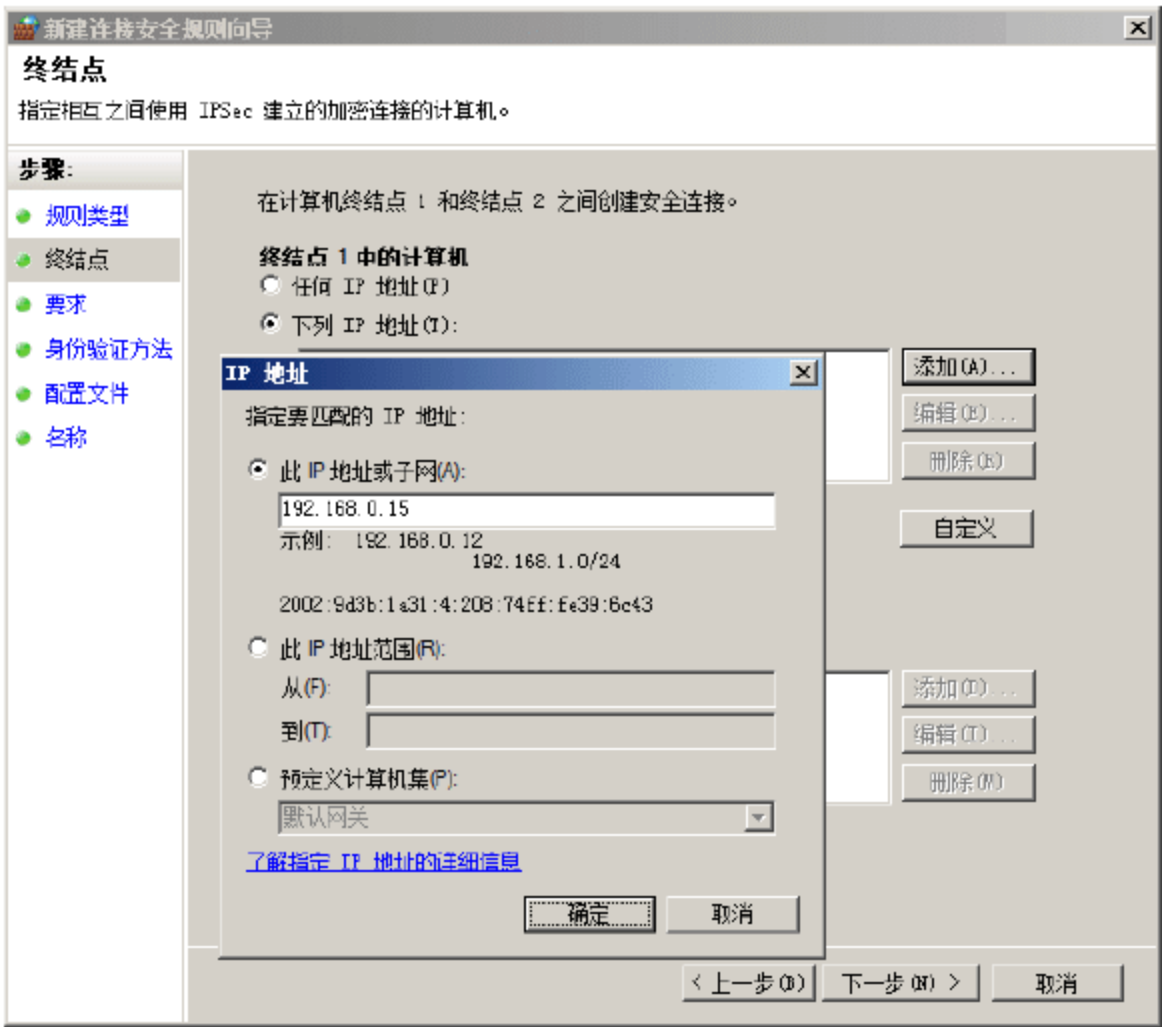 新建连接安全规则向导
终结点
指定相互之间使用 IPSec 建立的加密连接的计算机。
步骤:
规则类型
终结点
要求
身份验证方法
配置文件
名称
在计算机终结点 1 和终结点 2 之间创建安全连接。
终结点 1 中的计算机
任何 IP 地址(P)
下列 IP 地址(T):
添加(A)...
编辑(E)...
删除(R)
自定义
IP 地址
指定要匹配的 IP 地址:
此 IP 地址或子网(A):
192.168.0.15
示例: 192.168.0.12
192.168.1.0/24
2002:9d3b:1a31:4:208:74ff:fe39:6c43
此 IP 地址范围(R):
从(F):
到(T):
预定义计算机集(P):
默认网关
了解指定 IP 地址的详细信息
确定
取消
添加(D)...
编辑(I)...
删除(M)
< 上一步(B)
下一步(N) >
取消